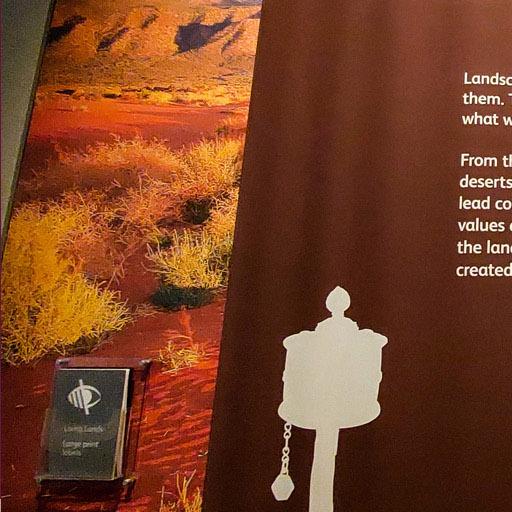 Landsc
them. T
what w
From th
deserts
lead co
values
the lan
created
Living Lands
Large print
labels